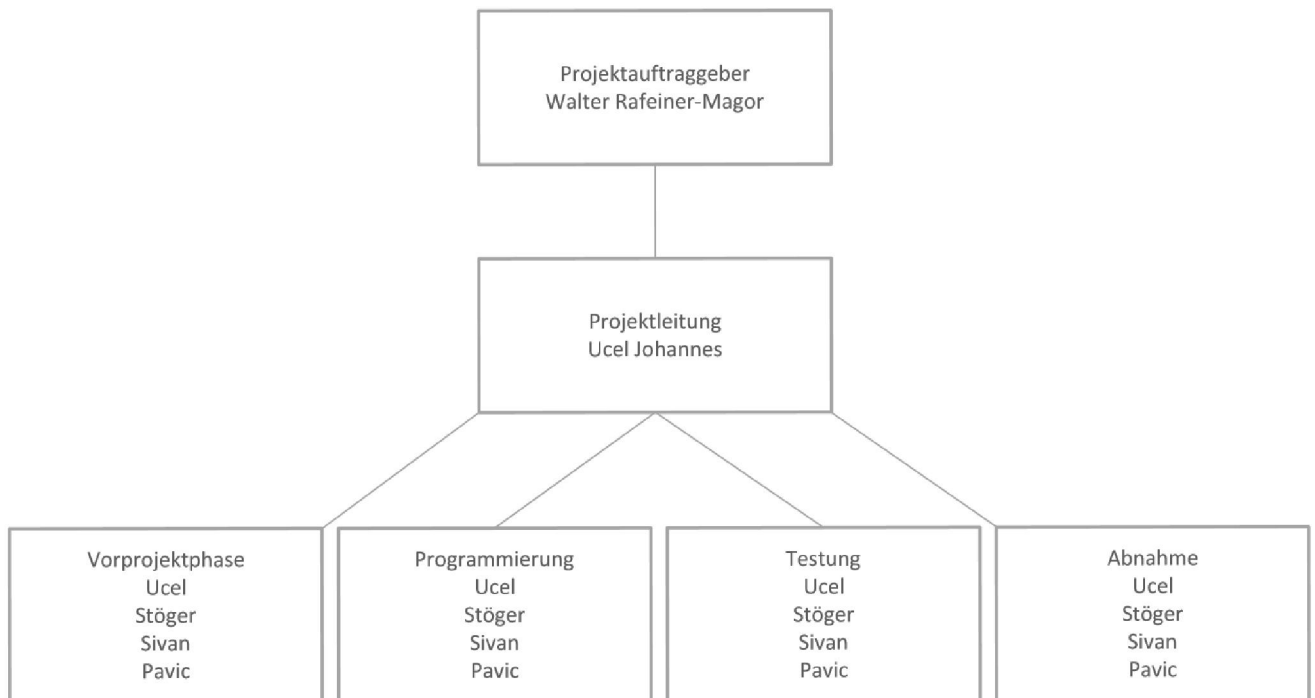 Projektauftraggeber
Walter Rafeiner-Magor
Projektleitung
Ucel Johannes
Vorprojektphase
Ucel
Stöger
Sivan
Pavic
Programmierung
Ucel
Stöger
Sivan
Pavic
Testung
Ucel
Stöger
Sivan
Pavic
Abnahme
Ucel
Stöger
Sivan
Pavic